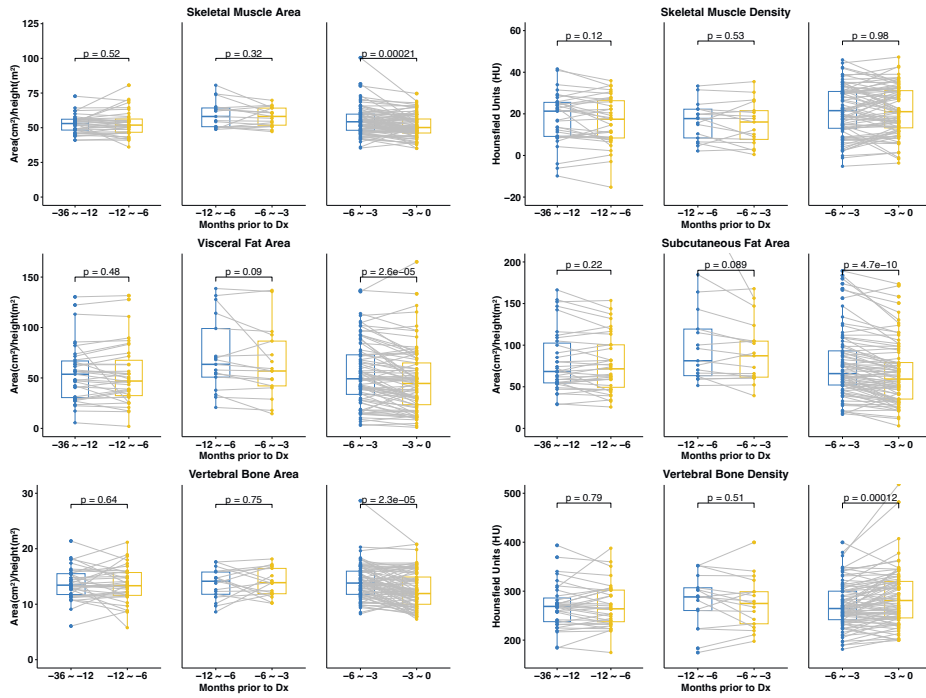 Skeletal Muscle Area
Area(cm²)/height(m²)
125
100
75
50
25
0
p = 0.52
p = 0.32
p = 0.00021
−36 ~ −12
−12 ~ −6
−12 ~ −6
−6 ~ −3
−6 ~ −3
−3 ~ 0
Months prior to Dx
Skeletal Muscle Density
Hounsfield Units (HU)
60
40
20
0
−20
p = 0.12
p = 0.53
p = 0.98
−36 ~ −12
−12 ~ −6
−12 ~ −6
−6 ~ −3
−6 ~ −3
−3 ~ 0
Months prior to Dx
Visceral Fat Area
Area(cm²)/height(m²)
150
100
50
0
p = 0.48
p = 0.09
p = 2.6e−05
−36 ~ −12
−12 ~ −6
−12 ~ −6
−6 ~ −3
−6 ~ −3
−3 ~ 0
Months prior to Dx
Subcutaneous Fat Area
Area(cm²)/height(m²)
200
150
100
50
0
p = 0.22
p = 0.089
p = 4.7e−10
−36 ~ −12
−12 ~ −6
−12 ~ −6
−6 ~ −3
−6 ~ −3
−3 ~ 0
Months prior to Dx
Vertebral Bone Area
Area(cm²)/height(m²)
30
20
10
0
p = 0.64
p = 0.75
p = 2.3e−05
−36 ~ −12
−12 ~ −6
−12 ~ −6
−6 ~ −3
−6 ~ −3
−3 ~ 0
Months prior to Dx
Vertebral Bone Density
Hounsfield Units (HU)
500
400
300
200
p = 0.79
p = 0.51
p = 0.00012
−36 ~ −12
−12 ~ −6
−12 ~ −6
−6 ~ −3
−6 ~ −3
−3 ~ 0
Months prior to Dx